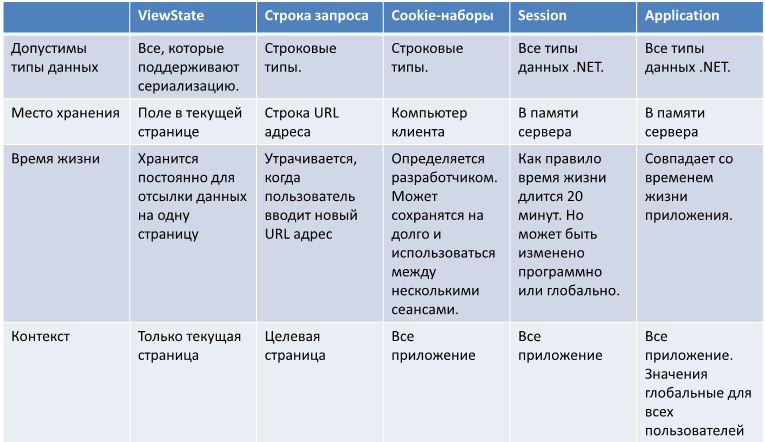 ViewState
Строка запроса
Cookie-наборы
Session
Application
Допустимы
типы данных
Все, которые
поддерживают
сериализацию.
Строковые
типы.
Строковые
типы.
Все типы
данных .NET.
Все типы
данных .NET.
Место хранения
Поле в текущей
странице
Строка URL
адреса
Компьютер
клиента
В памяти
сервера
В памяти
сервера
Время жизни
Хранится
постоянно для
отсылки данных
на одну
страницу
Утрачивается,
когда
пользователь
вводит новый
URL адрес
Определяется
разработчиком.
Может
сохранятся на
долго и
использоваться
между
несколькими
сеансами.
Как правило
время жизни
длится 20
минут. Но
может быть
изменено
программно
или глобально.
Совпадает со
временем
жизни
приложения.
Контекст
Только текущая
страница
Целевая
страница
Все
приложение
Все
приложение
Все
приложение.
Значения
глобальные для
всех
пользователей